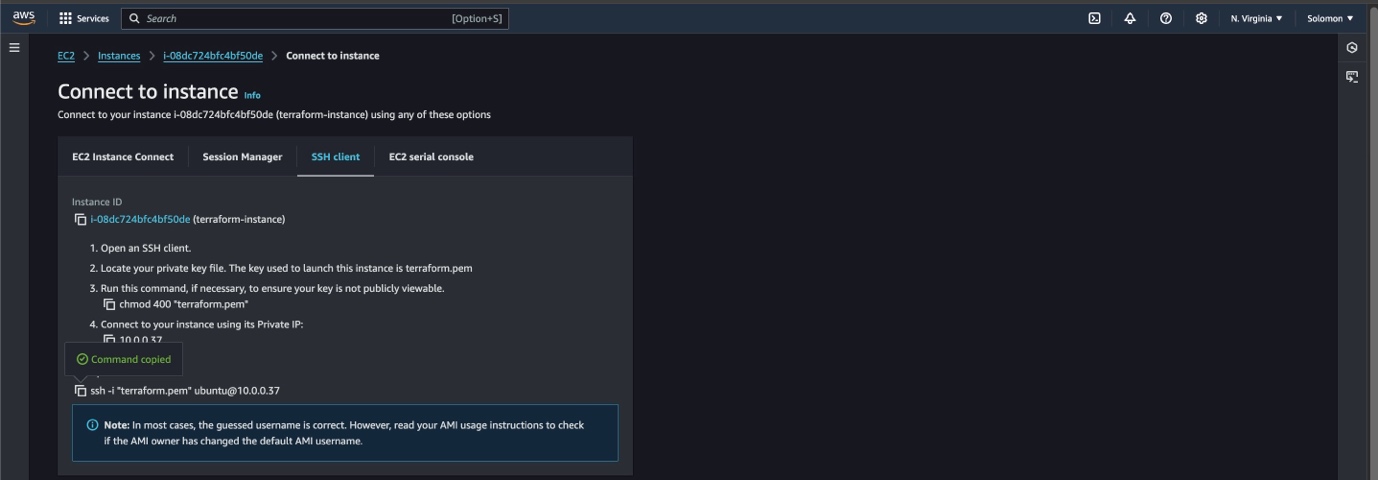 aws
Services
Search
[Option+S]
N. Virginia
Solomon
EC2 > Instances > i-08dc724bfc4bf50de > Connect to instance
Connect to instance Info
Connect to your instance i-08dc724bfc4bf50de (terraform-instance) using any of these options
EC2 Instance Connect
Session Manager
SSH client
EC2 serial console
Instance ID
i-08dc724bfc4bf50de (terraform-instance)
1. Open an SSH client.
2. Locate your private key file. The key used to launch this instance is terraform.pem
3. Run this command, if necessary, to ensure your key is not publicly viewable.
chmod 400 "terraform.pem"
4. Connect to your instance using its Private IP:
10.0.0.37
Command copied
ssh -i "terraform.pem" ubuntu@10.0.0.37
Note: In most cases, the guessed username is correct. However, read your AMI usage instructions to check
if the AMI owner has changed the default AMI username.